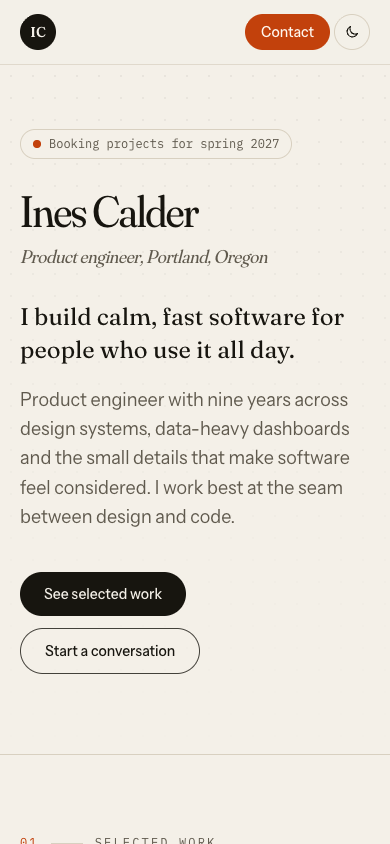 IC
Contact
Booking projects for spring 2027
Ines Calder
Product engineer, Portland, Oregon
I build calm, fast software for
people who use it all day.
Product engineer with nine years across
design systems, data-heavy dashboards
and the small details that make software
feel considered. I work best at the seam
between design and code.
See selected work
Start a conversation
01 SELECTED WORK